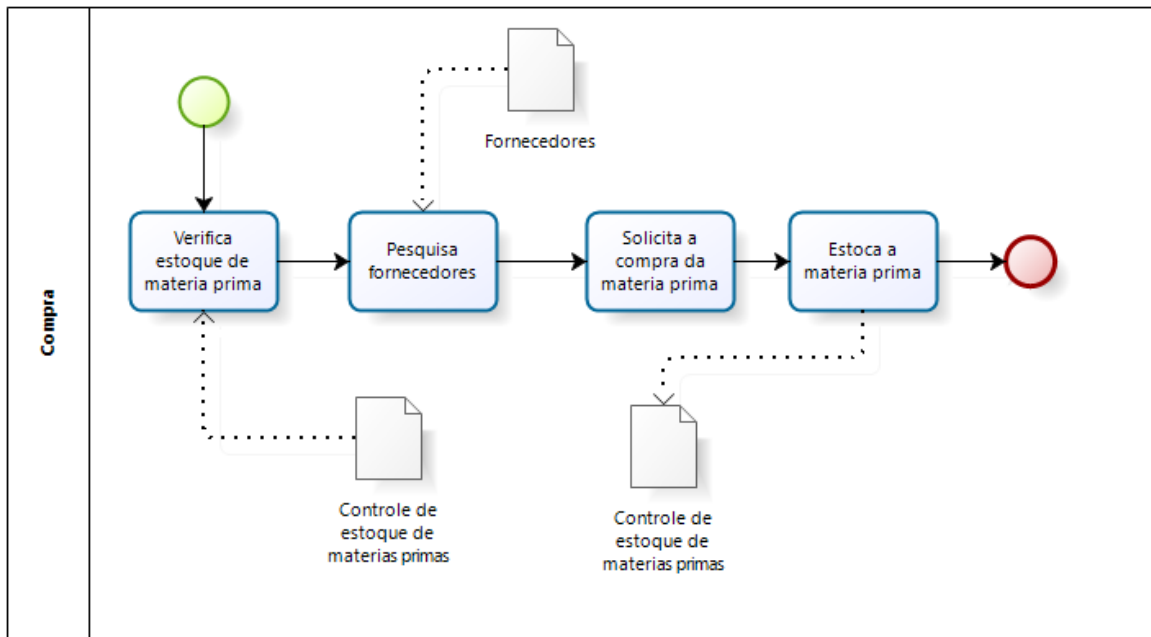 Compra
Fornecedores
Verifica
estoque de
materia prima
Pesquisa
fornecedores
Solicita a
compra da
materia prima
Estoca a
materia prima
Controle de
estoque de
materias primas
Controle de
estoque de
materias primas